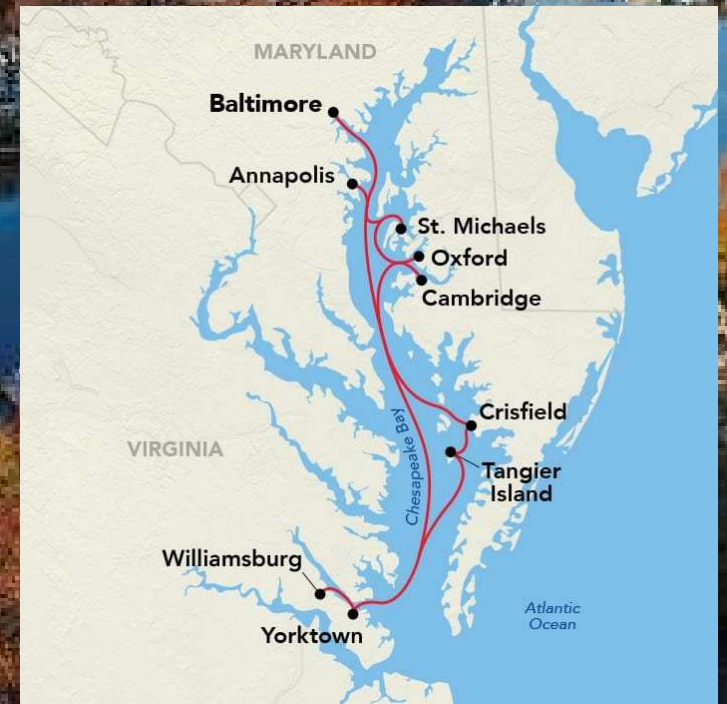 MARYLAND
Baltimore
Annapolis
St. Michaels
Oxford
Cambridge
Crisfield
Chesapeake Bay
VIRGINIA
Tangier
Island
Williamsburg
Atlantic
Ocean
Yorktown